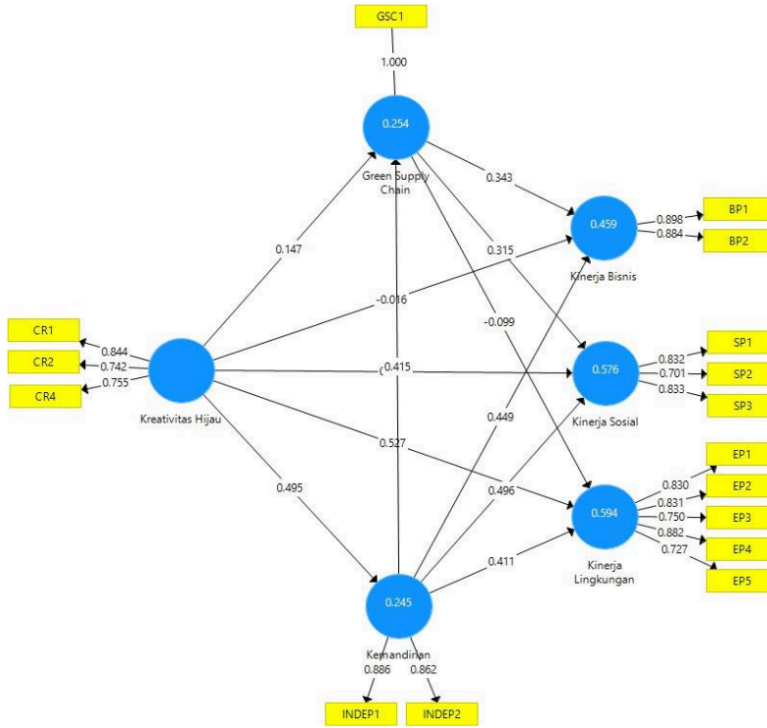 GSC1
1.000
0.254
Green Supply
Chain
0.343
0.147
0.315
0.459
Kinerja Bisnis
0.898
0.884
BP1
BP2
-0.016
-0.099
CR1
CR2
CR4
0.844
0.742
0.755
Kreativitas Hijau
0.415
0.576
Kinerja Sosial
0.832
0.701
0.833
SP1
SP2
SP3
0.449
0.527
0.495
0.496
0.411
0.594
Kinerja
Lingkungan
0.830
0.831
0.750
0.882
0.727
EP1
EP2
EP3
EP4
EP5
0.245
Kemandirian
0.886
0.862
INDEP1
INDEP2